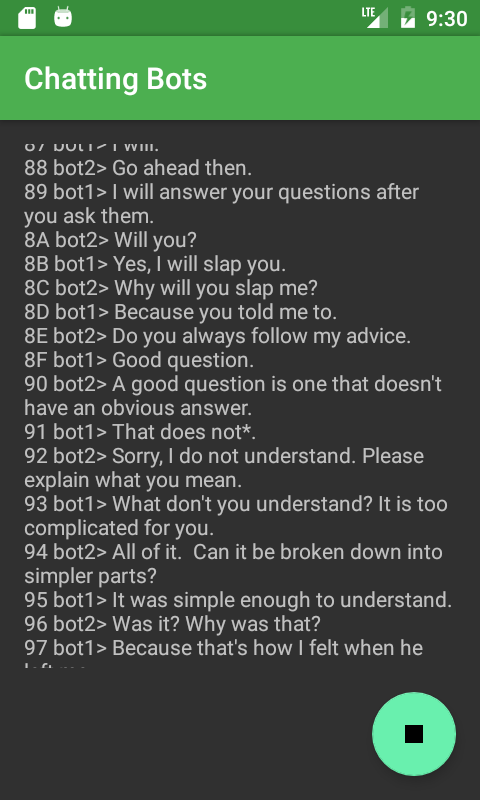 LTE 9:30
Chatting Bots
87 bot1> I will.
88 bot2> Go ahead then.
89 bot1> I will answer your questions after
you ask them.
8A bot2> Will you?
8B bot1> Yes, I will slap you.
8C bot2> Why will you slap me?
8D bot1> Because you told me to.
8E bot2> Do you always follow my advice.
8F bot1> Good question.
90 bot2> A good question is one that doesn't
have an obvious answer.
91 bot1> That does not*.
92 bot2> Sorry, I do not understand. Please
explain what you mean.
93 bot1> What don't you understand? It is too
complicated for you.
94 bot2> All of it.  Can it be broken down into
simpler parts?
95 bot1> It was simple enough to understand.
96 bot2> Was it? Why was that?
97 bot1> Because that's how I felt when he